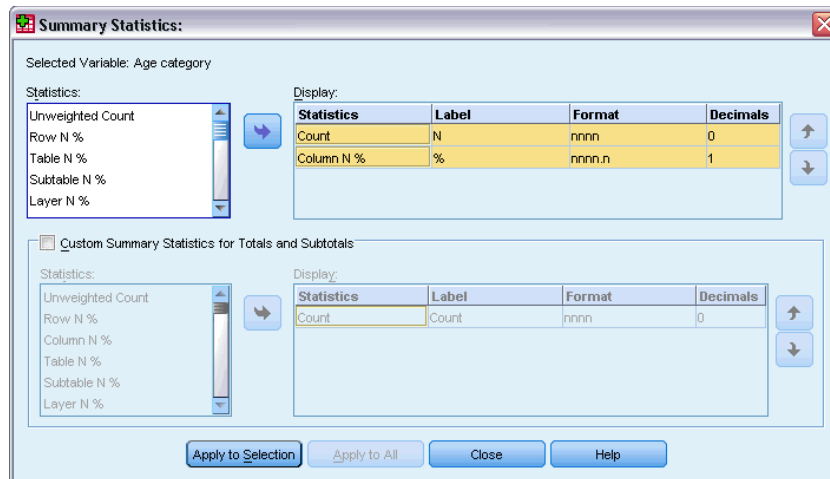 Summary Statistics:
Selected Variable: Age category
Statistics:
Unweighted Count
Row N %
Table N %
Subtable N %
Layer N %
Display:
Statistics Label Format Decimals
Count N nnnn 0
Column N % % nnnn.n 1
Custom Summary Statistics for Totals and Subtotals
Statistics:
Unweighted Count
Row N %
Column N %
Table N %
Subtable N %
Layer N %
Display:
Statistics Label Format Decimals
Count Count nnnn 0
Apply to Selection Apply to All Close Help